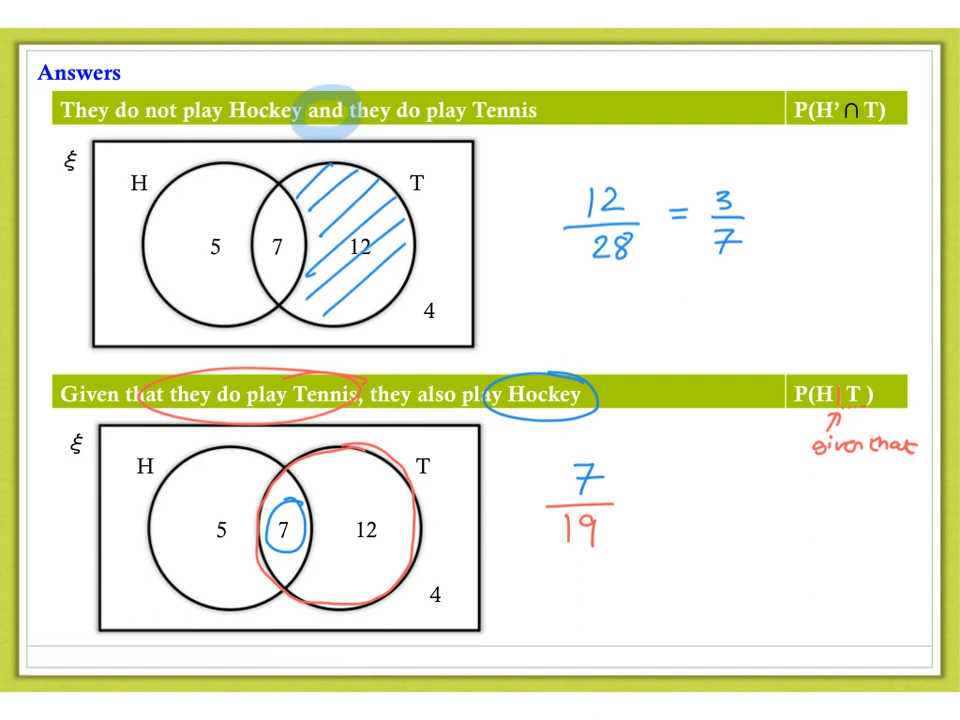 Answers
They do not play Hockey and they do play Tennis P(H’ ∩ T)
ξ
H T
5 7 12
4
12/28 = 3/7
Given that they do play Tennis, they also play Hockey P(H | T )
given that
ξ
H T
5 7 12
4
7/19